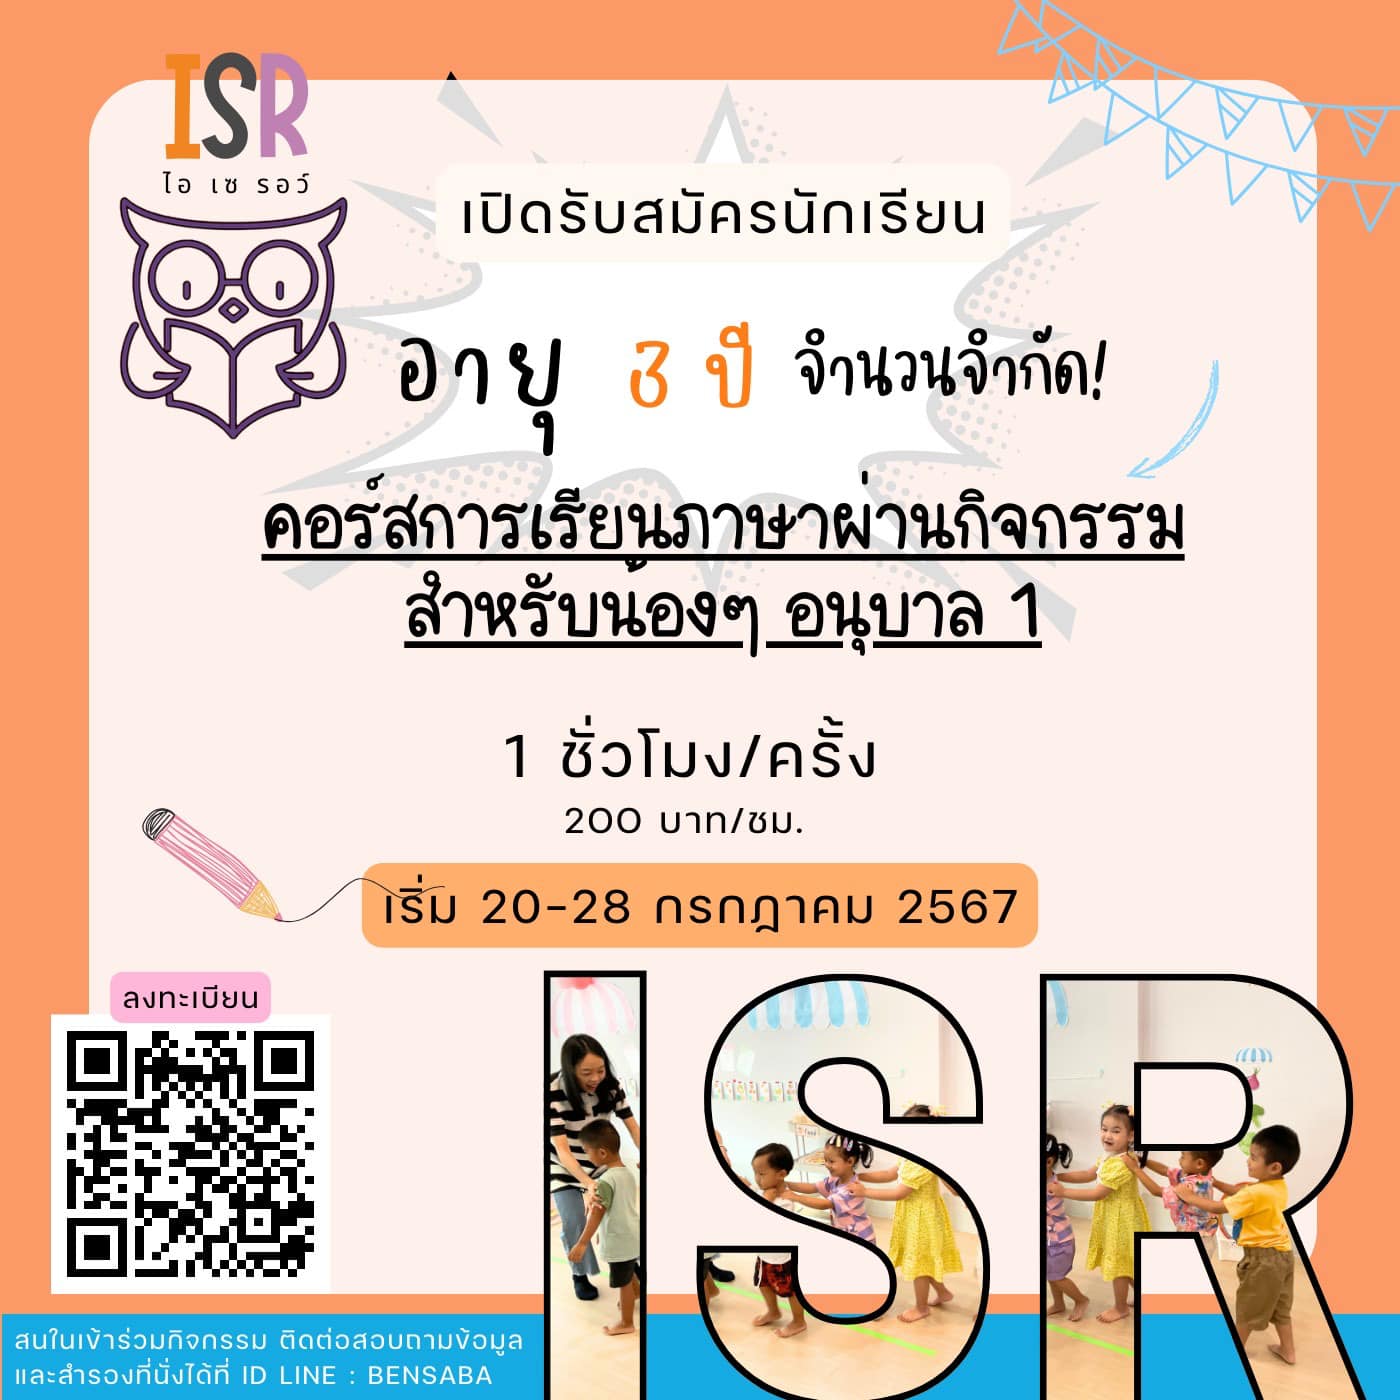 ISR
ไอ เซ รอว์
เปิดรับสมัครนักเรียน
อายุ 3 ปี จำนวนจำกัด!
คอร์สการเรียนภาษาผ่านกิจกรรม
สำหรับน้องๆ อนุบาล 1
1 ชั่วโมง/ครั้ง
200 บาท/ชม.
เริ่ม 20-28 กรกฎาคม 2567
ลงทะเบียน
ISR
สนในเข้าร่วมกิจกรรม ติดต่อสอบถามข้อมูล
และสำรองที่นั่งได้ที่ ID LINE : BENSABA